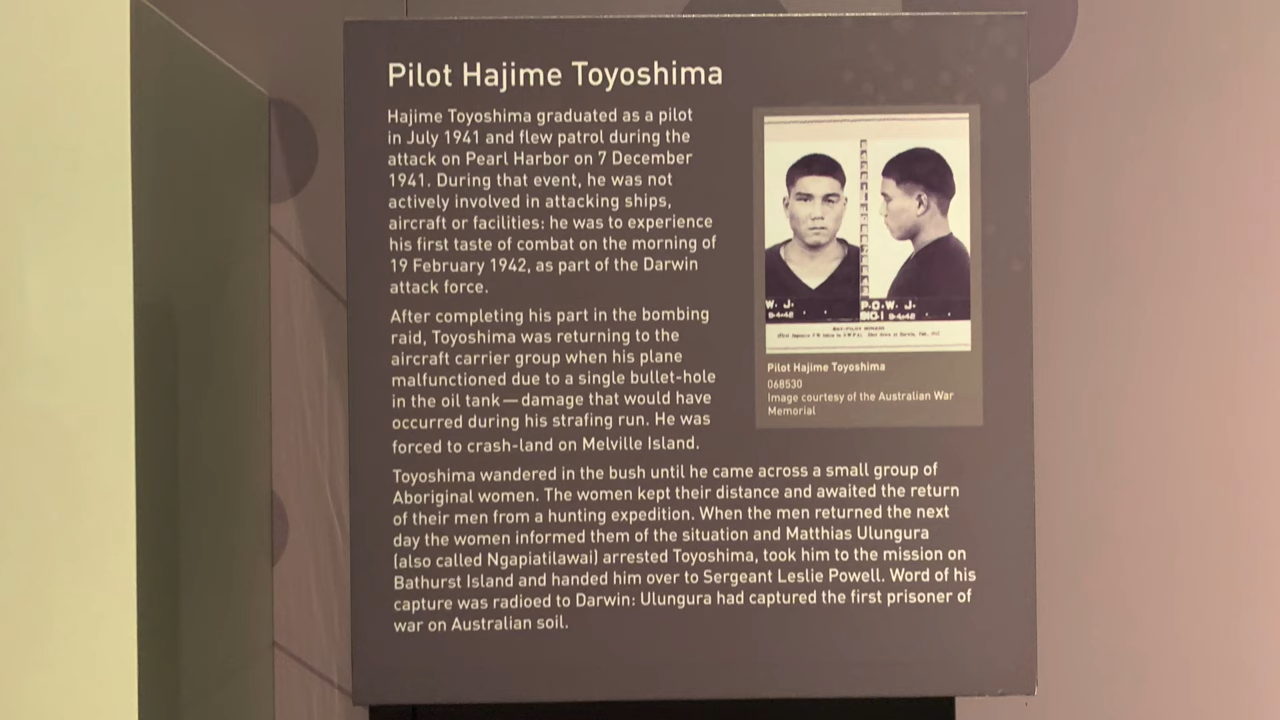 Pilot Hajime Toyoshima
Hajime Toyoshima graduated as a pilot
in July 1941 and flew patrol during the
attack on Pearl Harbor on 7 December
1941. During that event, he was not
actively involved in attacking ships,
aircraft or facilities: he was to experience
his first taste of combat on the morning of
19 February 1942, as part of the Darwin
attack force.
After completing his part in the bombing
raid, Toyoshima was returning to the
aircraft carrier group when his plane
malfunctioned due to a single bullet-hole
in the oil tank — damage that would have
occurred during his strafing run. He was
forced to crash-land on Melville Island.
W. J.
P.O.W. J.
Pilot Hajime Toyoshima
068530
Image courtesy of the Australian War
Memorial
Toyoshima wandered in the bush until he came across a small group of
Aboriginal women. The women kept their distance and awaited the return
of their men from a hunting expedition. When the men returned the next
day the women informed them of the situation and Matthias Ulungura
(also called Ngapiatilawai) arrested Toyoshima, took him to the mission on
Bathurst Island and handed him over to Sergeant Leslie Powell. Word of his
capture was radioed to Darwin: Ulungura had captured the first prisoner of
war on Australian soil.